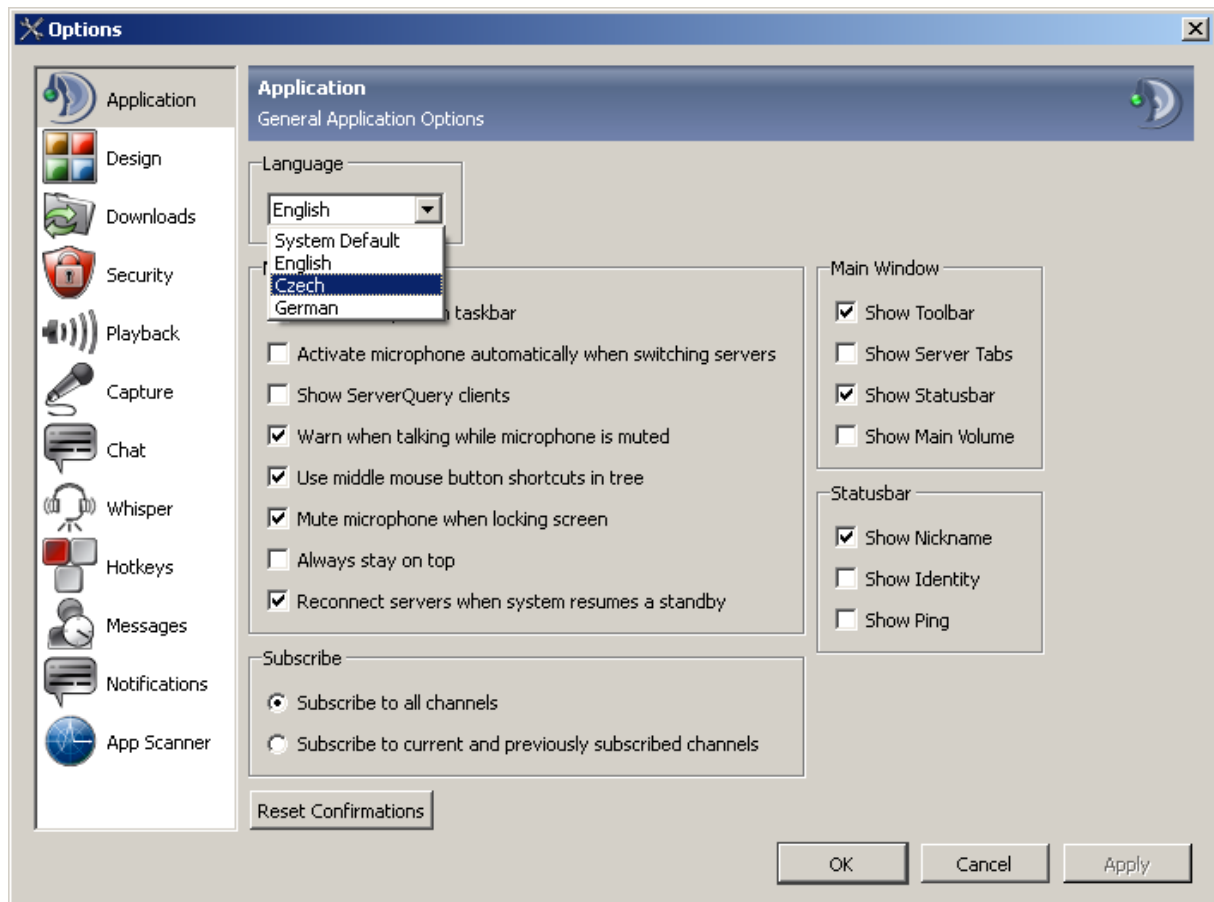 Options
Application
Design
Downloads
Security
Playback
Capture
Chat
Whisper
Hotkeys
Messages
Notifications
App Scanner
Application
General Application Options
Language
English
System Default
English
Czech
German
taskbar
Activate microphone automatically when switching servers
Show ServerQuery clients
Warn when talking while microphone is muted
Use middle mouse button shortcuts in tree
Mute microphone when locking screen
Always stay on top
Reconnect servers when system resumes a standby
Main Window
Show Toolbar
Show Server Tabs
Show Statusbar
Show Main Volume
Statusbar
Show Nickname
Show Identity
Show Ping
Subscribe
Subscribe to all channels
Subscribe to current and previously subscribed channels
Reset Confirmations
OK
Cancel
Apply